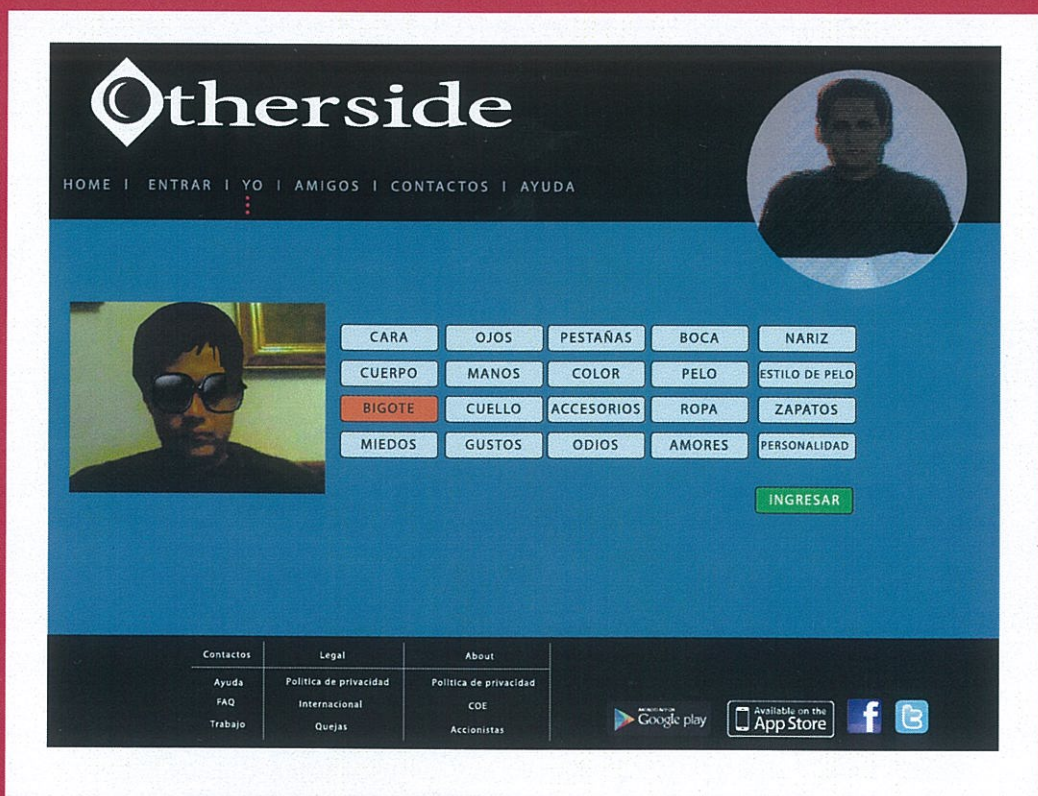 Otherside
HOME | ENTRAR | YO | AMIGOS | CONTACTOS | AYUDA
CARA OJOS PESTAÑAS BOCA NARIZ
CUERPO MANOS COLOR PELO ESTILO DE PELO
BIGOTE CUELLO ACCESORIOS ROPA ZAPATOS
MIEDOS GUSTOS ODIOS AMORES PERSONALIDAD
INGRESAR
Contactos Legal About
Ayuda Politica de privacidad Politica de privacidad
FAQ Internacional COE
Trabajo Quejas Accionistas
Google play
Available on the
App Store
f